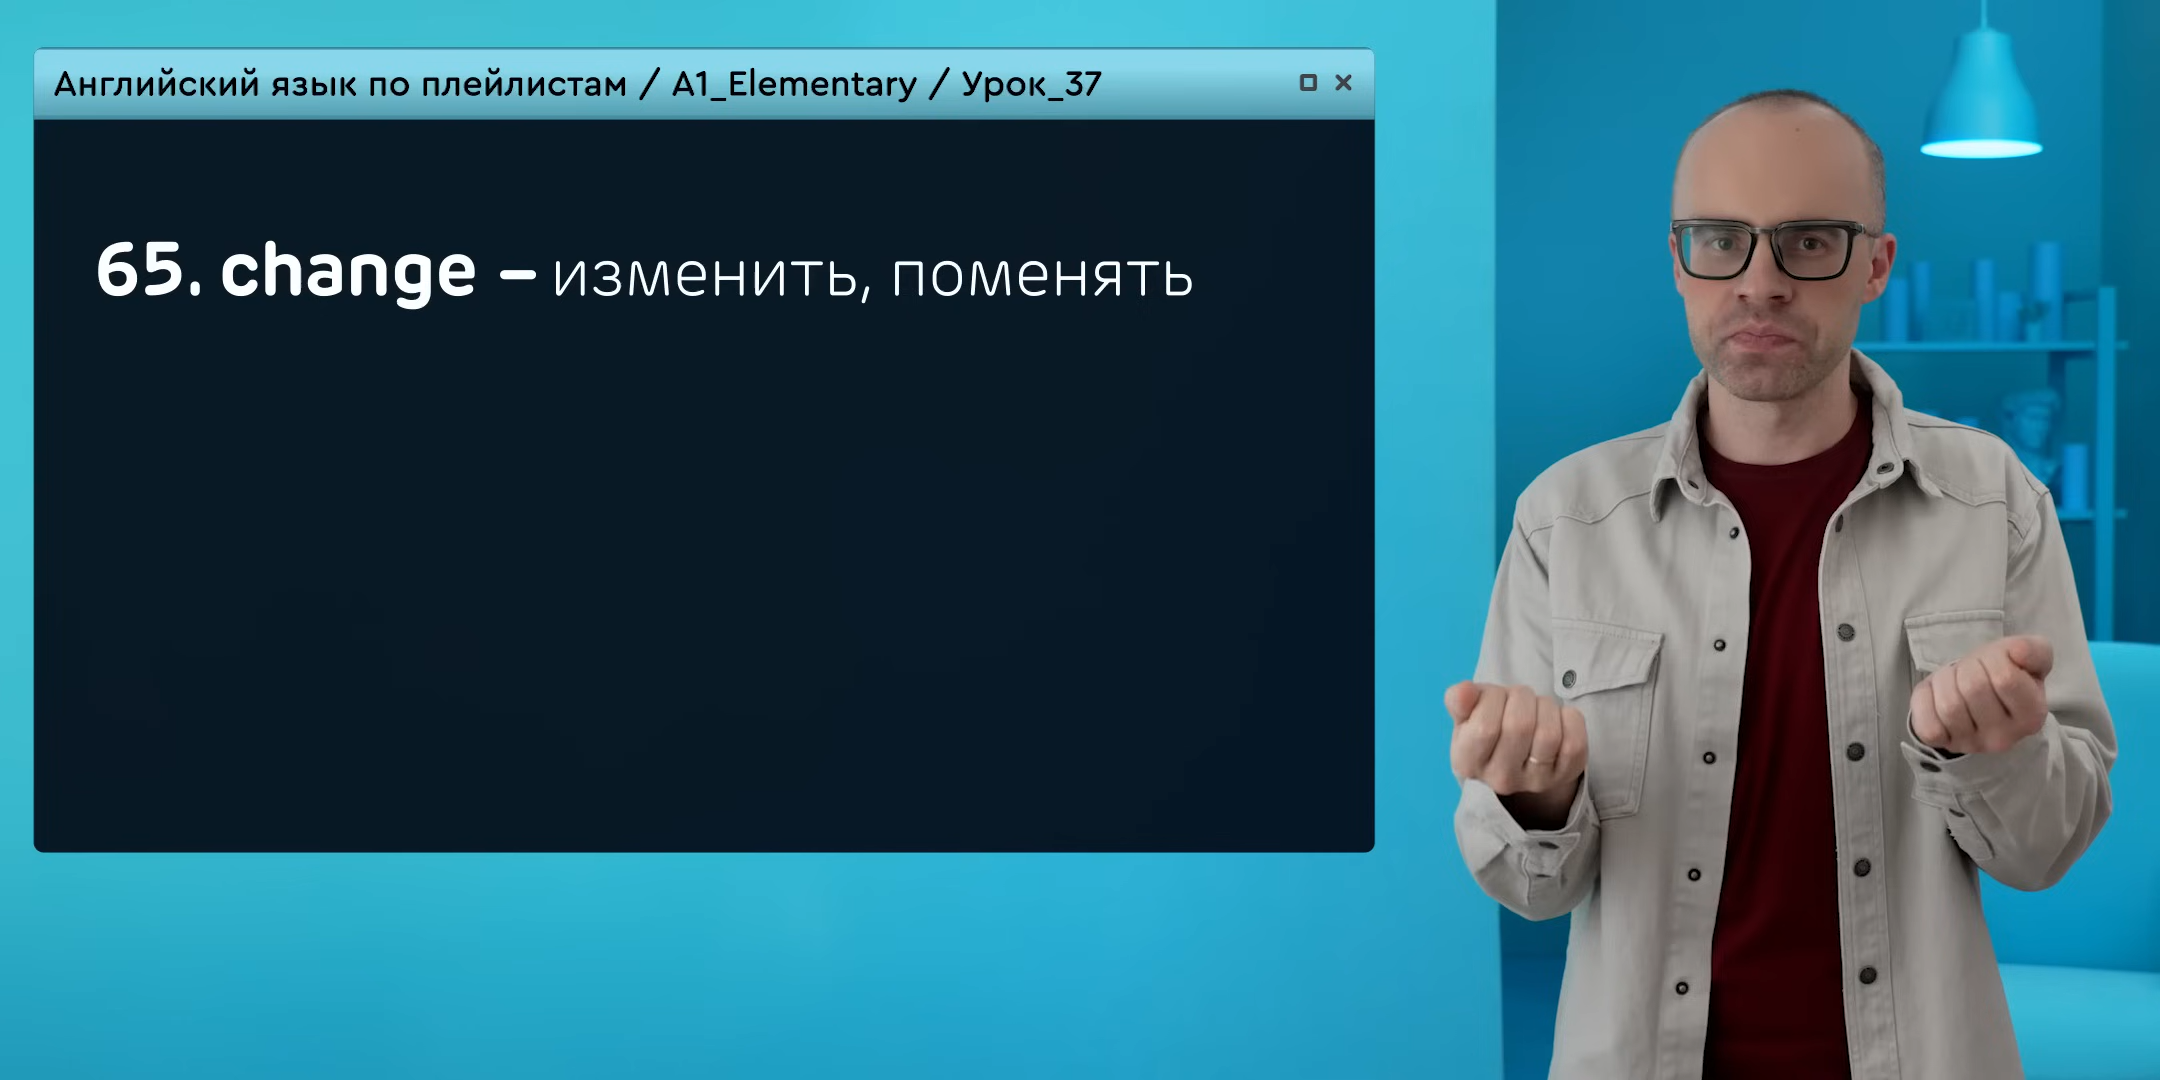 Английский язык по плейлистам / A1_Elementary / Урок_37
65. change – изменить, поменять